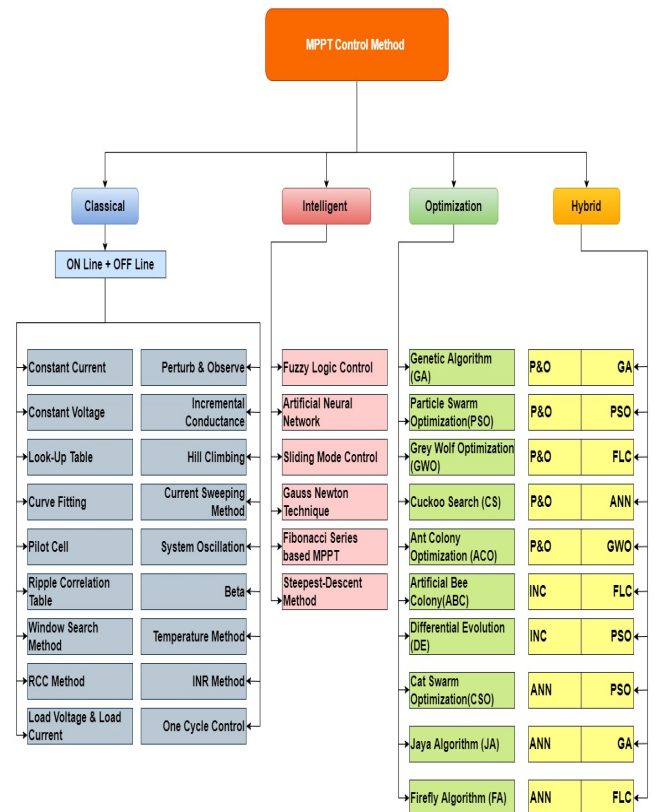 MPPT Control Method
Classical
Intelligent
Optimization
Hybrid
ON Line + OFF Line
Constant Current
Constant Voltage
Look-Up Table
Curve Fitting
Pilot Cell
Ripple Correlation
Table
Window Search
Method
RCC Method
Load Voltage & Load
Current
Perturb & Observe
Incremental
Conductance
Hill Climbing
Current Sweeping
Method
System Oscillation
Beta
Temperature Method
INR Method
One Cycle Control
Fuzzy Logic Control
Artificial Neural
Network
Sliding Mode Control
Gauss Newton
Technique
Fibonacci Series
based MPPT
Steepest-Descent
Method
Genetic Algorithm
(GA)
Particle Swarm
Optimization(PSO)
Grey Wolf Optimization
(GWO)
Cuckoo Search (CS)
Ant Colony
Optimization (ACO)
Artificial Bee
Colony(ABC)
Differential Evolution
(DE)
Cat Swarm
Optimization(CSO)
Jaya Algorithm (JA)
Firefly Algorithm (FA)
P&O GA
P&O PSO
P&O FLC
P&O ANN
P&O GWO
INC FLC
INC PSO
ANN PSO
ANN GA
ANN FLC